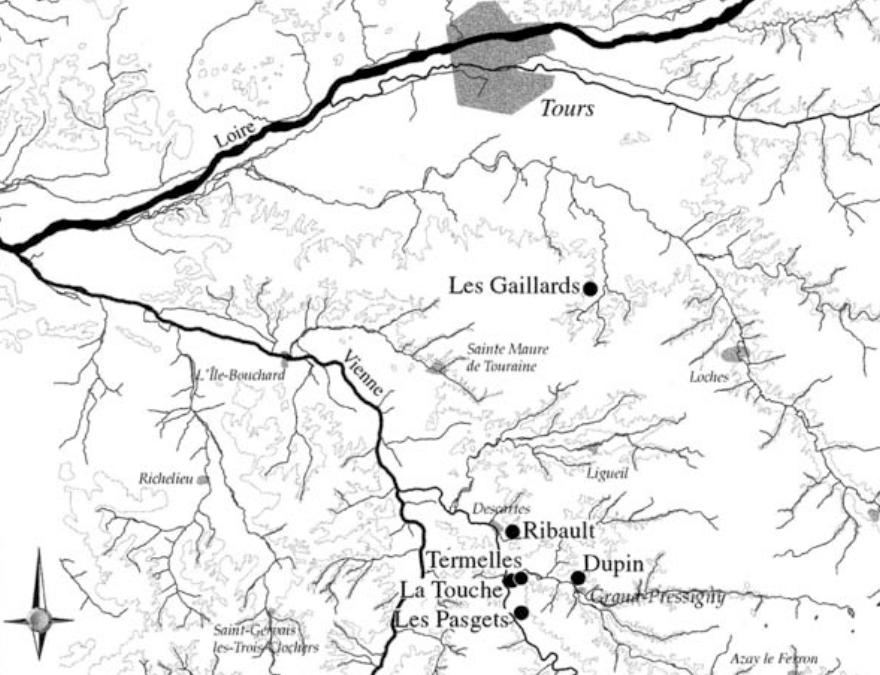 Tours
Loire
Les Gaillards
Sainte Maure
de Touraine
Vienne
L'Île-Bouchard
Loches
Richelieu
Ligueil
Descartes
Ribault
Termelles
Dupin
La Touche
Grand-Pressigny
Les Pasgets
Saint-Gervais
les-Trois-Clochers
Azay le Ferron